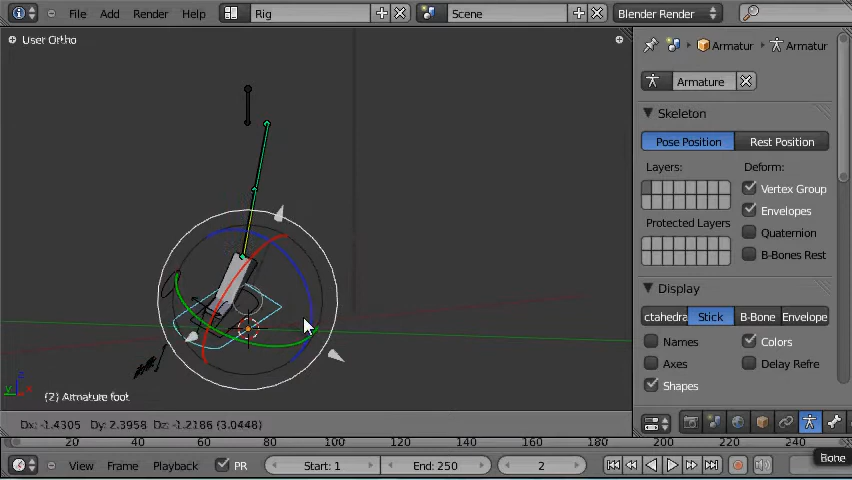 File Add Render Help Rig Scene Blender Render
User Ortho
Armatur Armatur
Armature
Skeleton
Pose Position Rest Position
Layers: Deform:
Vertex Group
Envelopes
Protected Layers
Quaternion
B-Bones Rest
Display
ctahedra Stick B-Bone Envelope
Names Colors
Axes Delay Refre
Shapes
z
y x
(2) Armature foot
Dx: -1.4305 Dy: 2.3958 Dz: -1.2186 (3.0448)
20 40 60 80 100 120 140 160 180 200 220 240
Bone
View Frame Playback PR Start: 1 End: 250 2